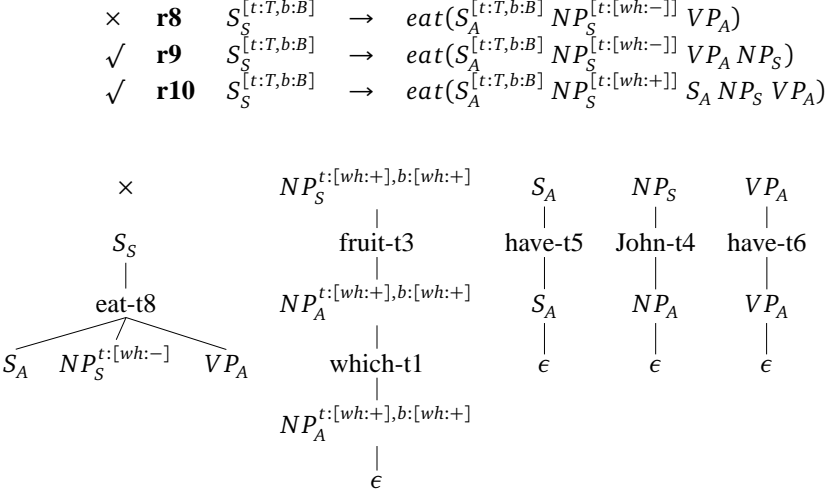 × r8 S_S^[t:T,b:B] → eat(S_A^[t:T,b:B] NP_S^[t:[wh:−]] VP_A)
√ r9 S_S^[t:T,b:B] → eat(S_A^[t:T,b:B] NP_S^[t:[wh:−]] VP_A NP_S)
√ r10 S_S^[t:T,b:B] → eat(S_A^[t:T,b:B] NP_S^[t:[wh:+]] S_A NP_S VP_A)
× NP_S^t:[wh:+],b:[wh:+] S_A NP_S VP_A
S_S fruit-t3 have-t5 John-t4 have-t6
eat-t8 NP_A^t:[wh:+],b:[wh:+] S_A NP_A VP_A
S_A NP_S^t:[wh:−] VP_A which-t1 ϵ ϵ ϵ
NP_A^t:[wh:+],b:[wh:+]
ϵ